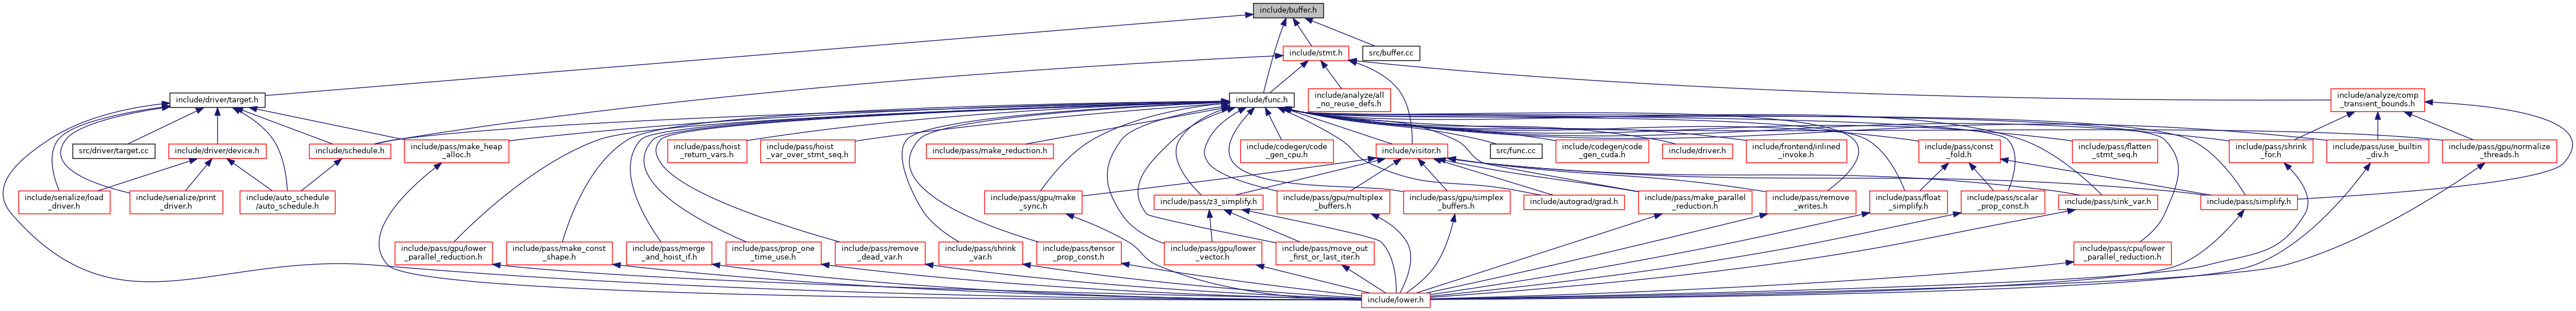 include/buffer.h
include/stmt.h
src/buffer.cc
include/driver/target.h
include/func.h
include/analyze/all
_no_reuse_defs.h
include/analyze/comp
_transient_bounds.h
src/driver/target.cc
include/driver/device.h
include/schedule.h
include/pass/make_heap
_alloc.h
include/pass/hoist
_return_vars.h
include/pass/hoist
_var_over_stmt_seq.h
include/pass/make_reduction.h
include/codegen/code
_gen_cpu.h
include/visitor.h
src/func.cc
include/codegen/code
_gen_cuda.h
include/driver.h
include/frontend/inlined
_invoke.h
include/pass/const
_fold.h
include/pass/flatten
_stmt_seq.h
include/pass/shrink
_for.h
include/pass/use_builtin
_div.h
include/pass/gpu/normalize
_threads.h
include/serialize/load
_driver.h
include/serialize/print
_driver.h
include/auto_schedule
/auto_schedule.h
include/pass/gpu/make
_sync.h
include/pass/z3_simplify.h
include/pass/gpu/multiplex
_buffers.h
include/pass/gpu/simplex
_buffers.h
include/autograd/grad.h
include/pass/make_parallel
_reduction.h
include/pass/remove
_writes.h
include/pass/float
_simplify.h
include/pass/scalar
_prop_const.h
include/pass/sink_var.h
include/pass/simplify.h
include/pass/gpu/lower
_parallel_reduction.h
include/pass/make_const
_shape.h
include/pass/merge
_and_hoist_if.h
include/pass/prop_one
_time_use.h
include/pass/remove
_dead_var.h
include/pass/shrink
_var.h
include/pass/tensor
_prop_const.h
include/pass/gpu/lower
_vector.h
include/pass/move_out
_first_or_last_iter.h
include/pass/cpu/lower
_parallel_reduction.h
include/lower.h